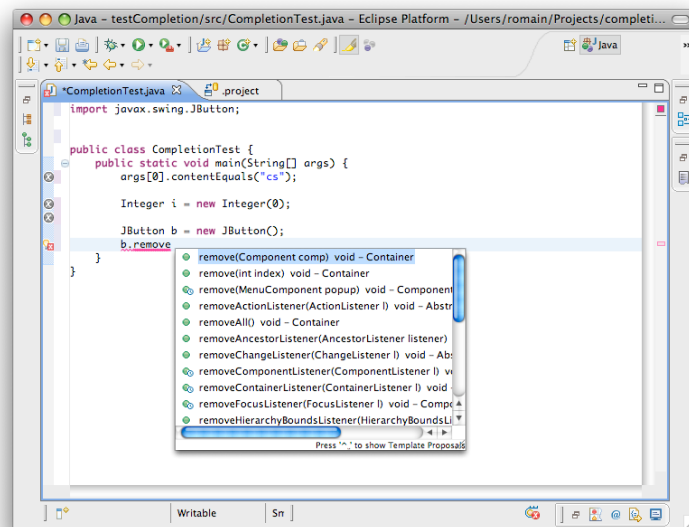 Java – testCompletion/src/CompletionTest.java – Eclipse Platform – /Users/romain/Projects/completi...
Java
*CompletionTest.java
.project
import javax.swing.JButton;
public class CompletionTest {
public static void main(String[] args) {
args[0].contentEquals("cs");
Integer i = new Integer(0);
JButton b = new JButton();
b.remove
}
}
remove(Component comp) void – Container
remove(int index) void – Container
remove(MenuComponent popup) void – Component
removeActionListener(ActionListener l) void – Abstr
removeAll() void – Container
removeAncestorListener(AncestorListener listener)
removeChangeListener(ChangeListener l) void – Abs
removeComponentListener(ComponentListener l) v
removeContainerListener(ContainerListener l) void
removeFocusListener(FocusListener l) void – Compo
removeHierarchyBoundsListener(HierarchyBoundsLi
Press '^_' to show Template Proposals
Writable
Sn